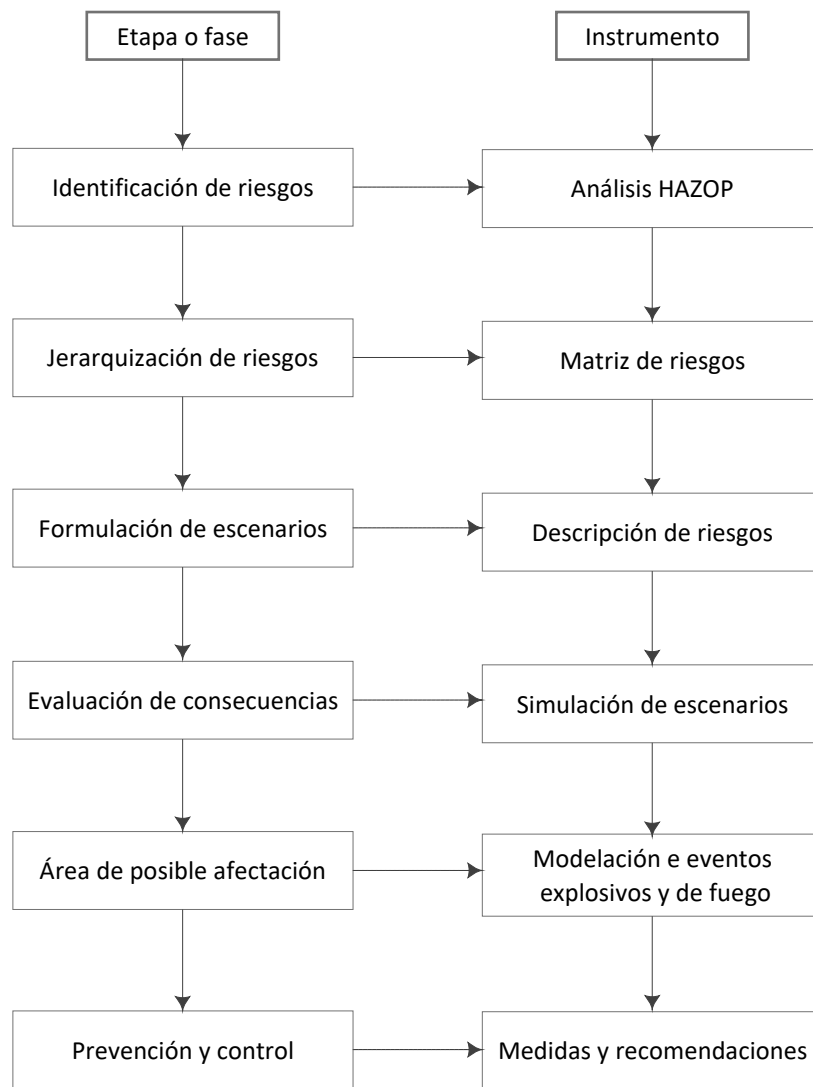 Etapa o fase
Instrumento
Identificación de riesgos
Análisis HAZOP
Jerarquización de riesgos
Matriz de riesgos
Formulación de escenarios
Descripción de riesgos
Evaluación de consecuencias
Simulación de escenarios
Área de posible afectación
Modelación e eventos
explosivos y de fuego
Prevención y control
Medidas y recomendaciones